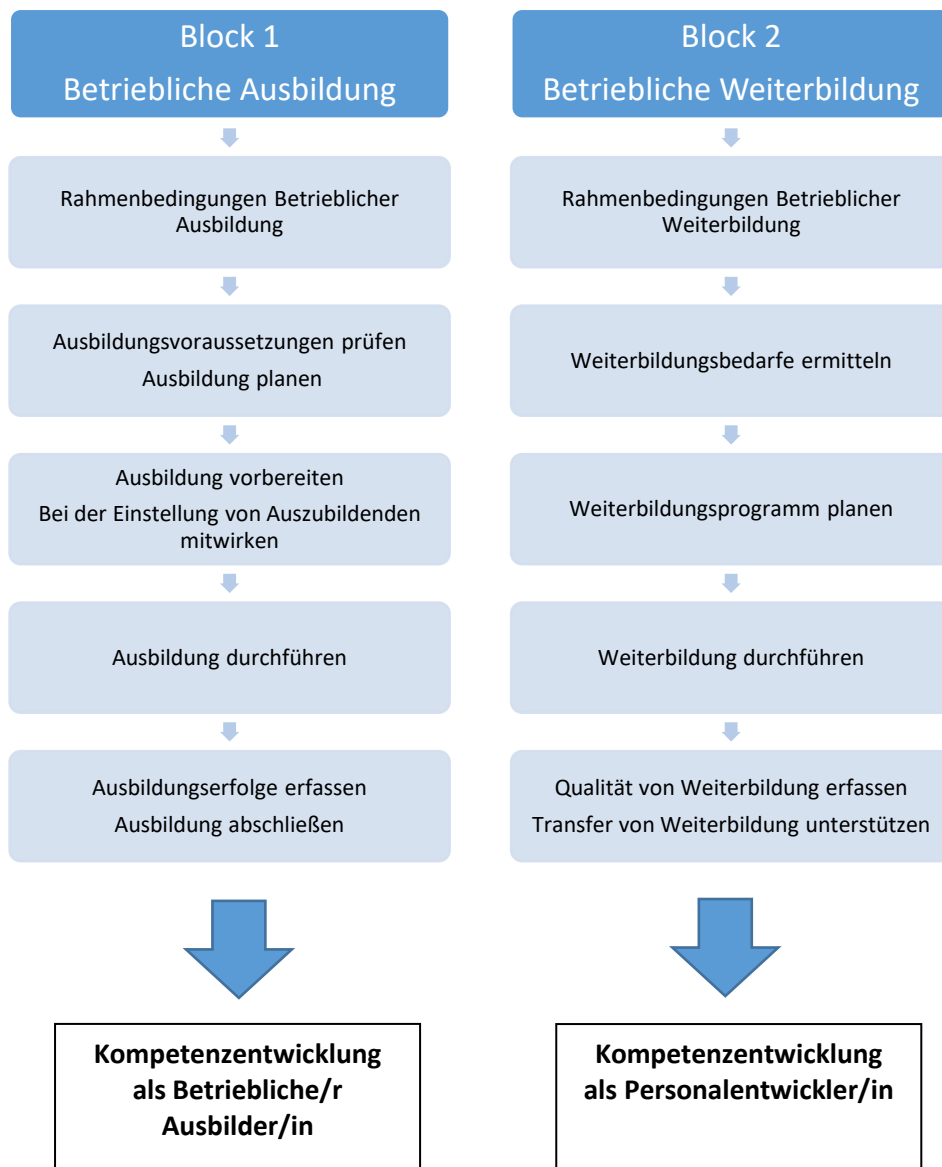 Block 1
Betriebliche Ausbildung
Rahmenbedingungen Betrieblicher
Ausbildung
Ausbildungsvoraussetzungen prüfen
Ausbildung planen
Ausbildung vorbereiten
Bei der Einstellung von Auszubildenden
mitwirken
Ausbildung durchführen
Ausbildungserfolge erfassen
Ausbildung abschließen
Kompetenzentwicklung
als Betriebliche/r
Ausbilder/in
Block 2
Betriebliche Weiterbildung
Rahmenbedingungen Betrieblicher
Weiterbildung
Weiterbildungsbedarfe ermitteln
Weiterbildungsprogramm planen
Weiterbildung durchführen
Qualität von Weiterbildung erfassen
Transfer von Weiterbildung unterstützen
Kompetenzentwicklung
als Personalentwickler/in